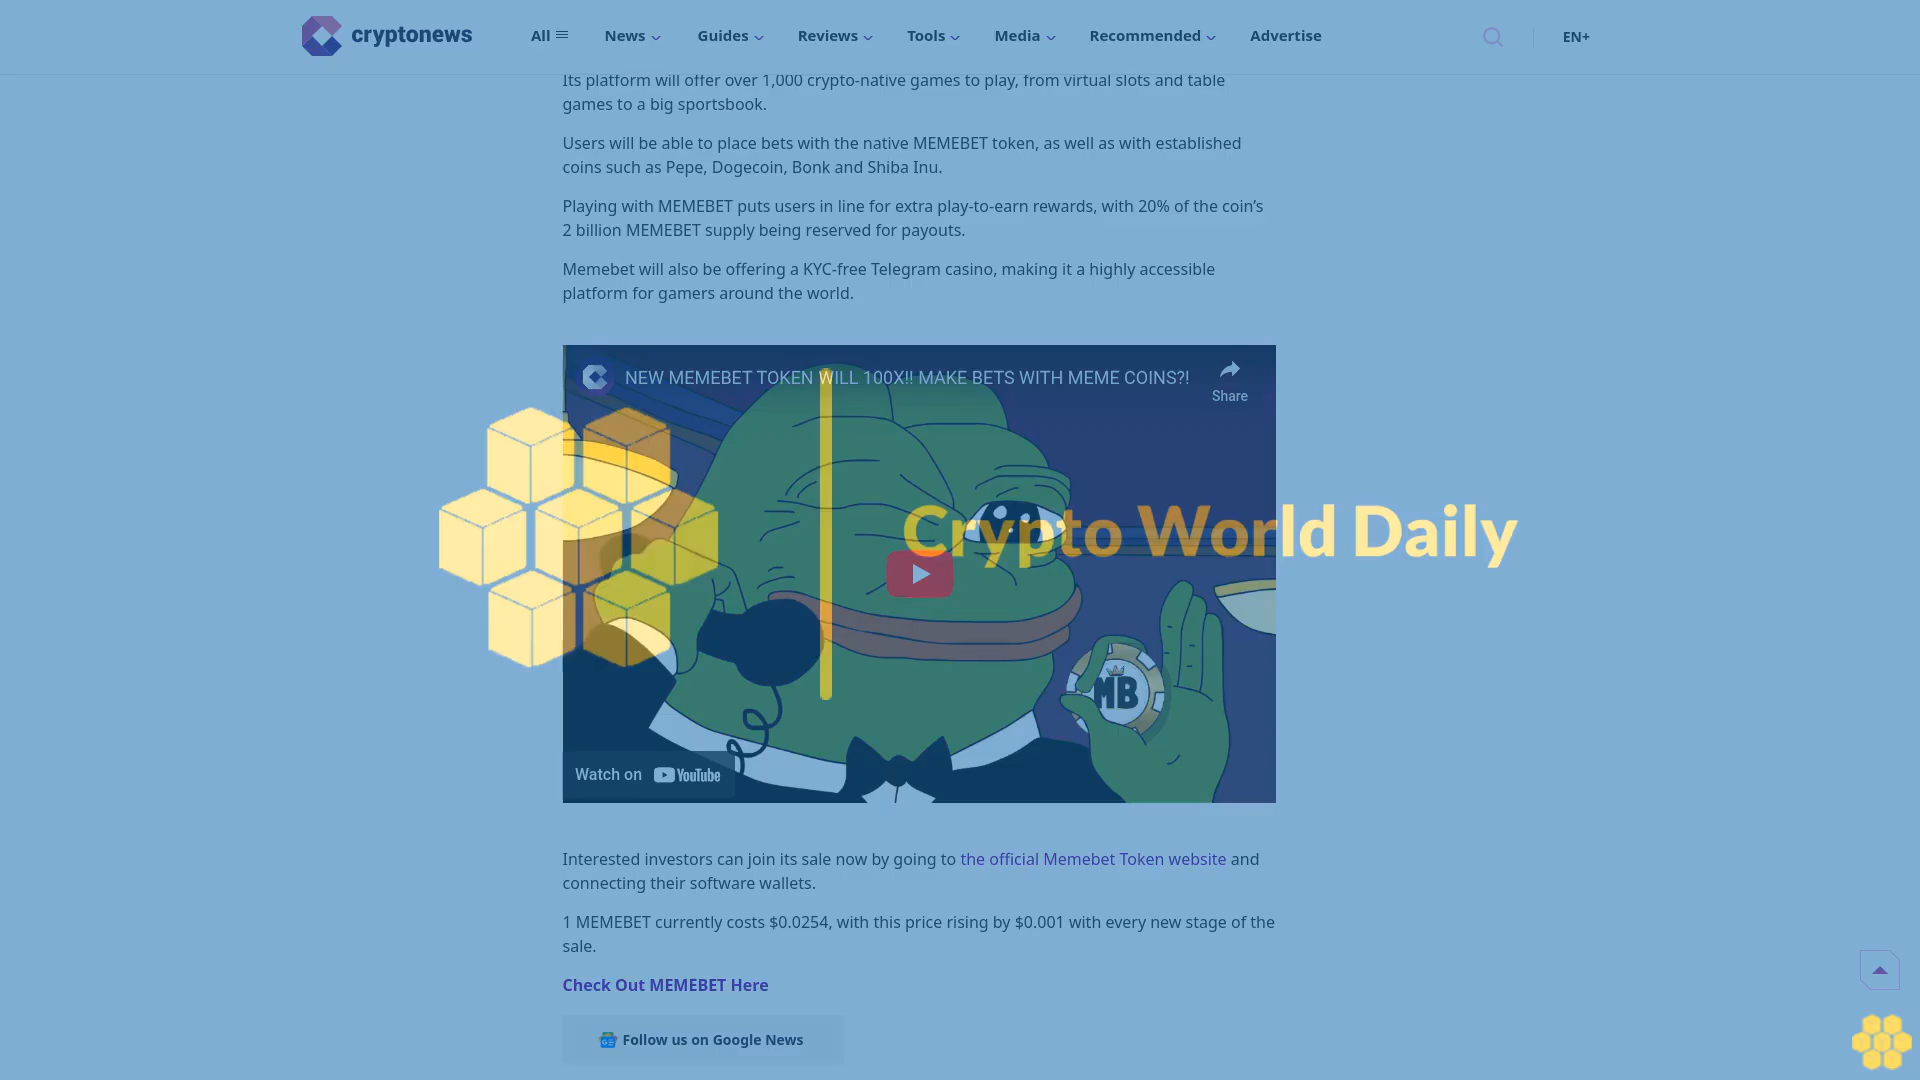 cryptonews
All News Guides Reviews Tools Media Recommended Advertise EN+
Its platform will offer over 1,000 crypto-native games to play, from virtual slots and table
games to a big sportsbook.
Users will be able to place bets with the native MEMEBET token, as well as with established
coins such as Pepe, Dogecoin, Bonk and Shiba Inu.
Playing with MEMEBET puts users in line for extra play-to-earn rewards, with 20% of the coin’s
2 billion MEMEBET supply being reserved for payouts.
Memebet will also be offering a KYC-free Telegram casino, making it a highly accessible
platform for gamers around the world.
NEW MEMEBET TOKEN WILL 100X!! MAKE BETS WITH MEME COINS?!
Share
Crypto World Daily
MB
Watch on YouTube
Interested investors can join its sale now by going to the official Memebet Token website and
connecting their software wallets.
1 MEMEBET currently costs $0.0254, with this price rising by $0.001 with every new stage of the
sale.
Check Out MEMEBET Here
Follow us on Google News